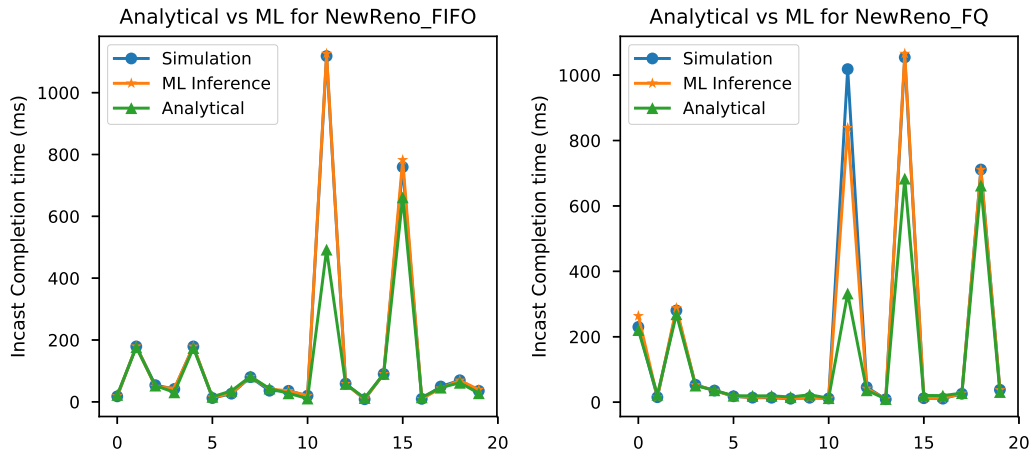 Analytical vs ML for NewReno_FIFO
Incast Completion time (ms)
1000
800
600
400
200
0
Simulation
ML Inference
Analytical
0 5 10 15 20
Analytical vs ML for NewReno_FQ
Incast Completion time (ms)
1000
800
600
400
200
0
Simulation
ML Inference
Analytical
0 5 10 15 20